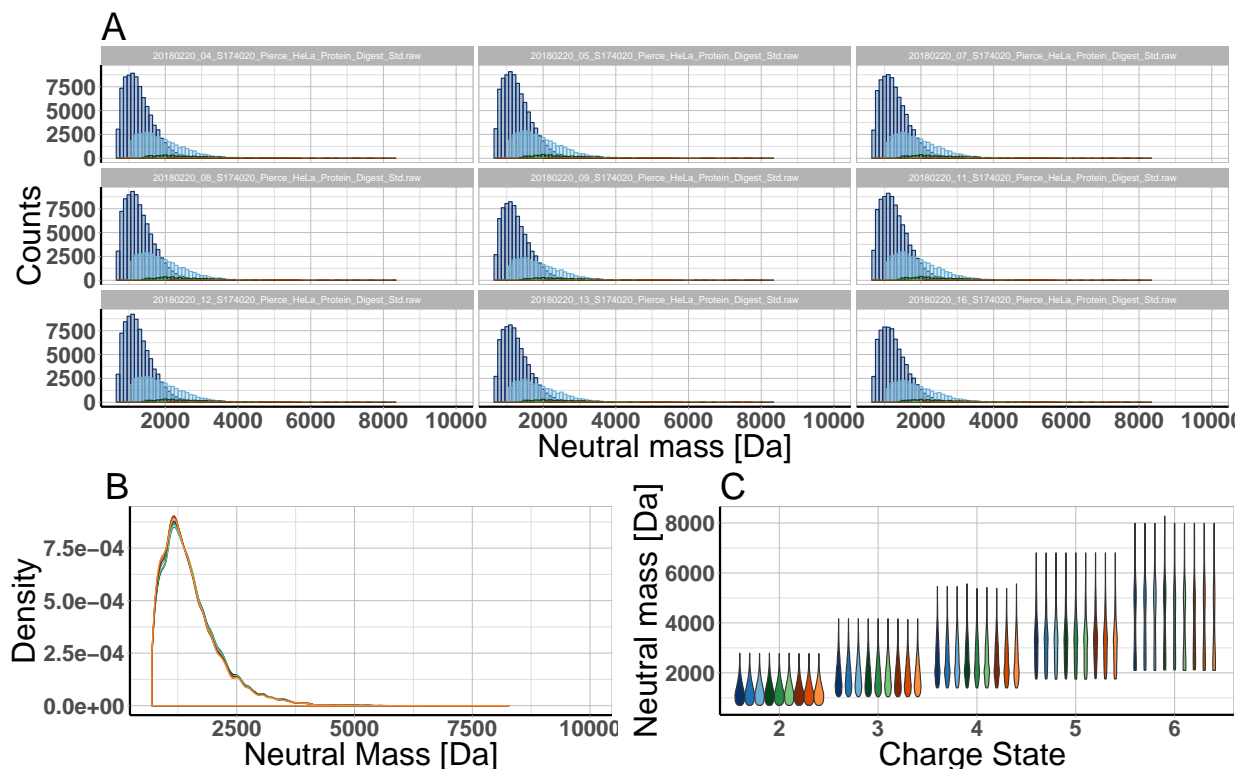 A
20180220_04_S174020_Pierce_HeLa_Protein_Digest_Std.raw 20180220_05_S174020_Pierce_HeLa_Protein_Digest_Std.raw 20180220_07_S174020_Pierce_HeLa_Protein_Digest_Std.raw
7500
5000
2500
0
20180220_08_S174020_Pierce_HeLa_Protein_Digest_Std.raw 20180220_09_S174020_Pierce_HeLa_Protein_Digest_Std.raw 20180220_11_S174020_Pierce_HeLa_Protein_Digest_Std.raw
Counts
7500
5000
2500
0
20180220_12_S174020_Pierce_HeLa_Protein_Digest_Std.raw 20180220_13_S174020_Pierce_HeLa_Protein_Digest_Std.raw 20180220_16_S174020_Pierce_HeLa_Protein_Digest_Std.raw
7500
5000
2500
0
2000 4000 6000 8000 10000 2000 4000 6000 8000 10000 2000 4000 6000 8000 10000
Neutral mass [Da]
B
Density
7.5e−04
5.0e−04
2.5e−04
0.0e+00
2500 5000 7500 10000
Neutral Mass [Da]
C
Neutral mass [Da]
8000
6000
4000
2000
2 3 4 5 6
Charge State